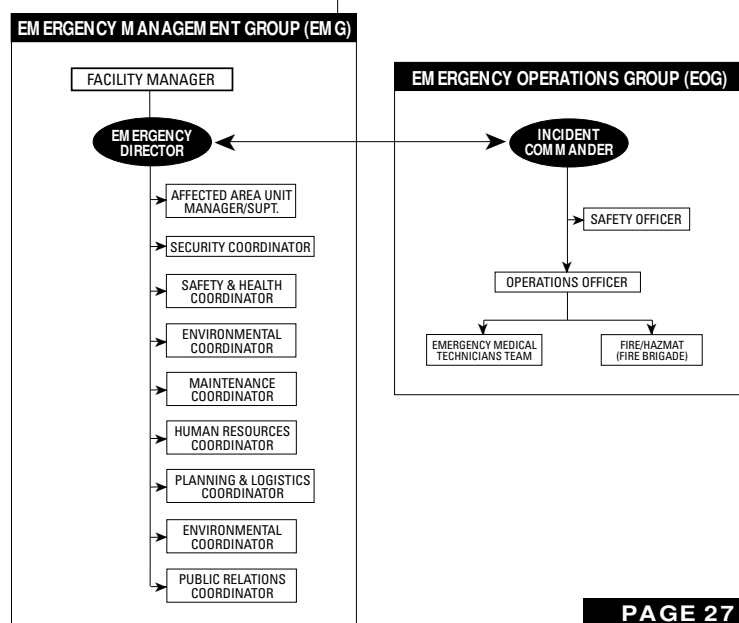 EMERGENCY MANAGEMENT GROUP (EMG)
FACILITY MANAGER
EMERGENCY
DIRECTOR
AFFECTED AREA UNIT
MANAGER/SUPT.
SECURITY COORDINATOR
SAFETY & HEALTH
COORDINATOR
ENVIRONMENTAL
COORDINATOR
MAINTENANCE
COORDINATOR
HUMAN RESOURCES
COORDINATOR
PLANNING & LOGISTICS
COORDINATOR
ENVIRONMENTAL
COORDINATOR
PUBLIC RELATIONS
COORDINATOR
EMERGENCY OPERATIONS GROUP (EOG)
INCIDENT
COMMANDER
SAFETY OFFICER
OPERATIONS OFFICER
EMERGENCY MEDICAL
TECHNICIANS TEAM
FIRE/HAZMAT
(FIRE BRIGADE)
PAGE 27